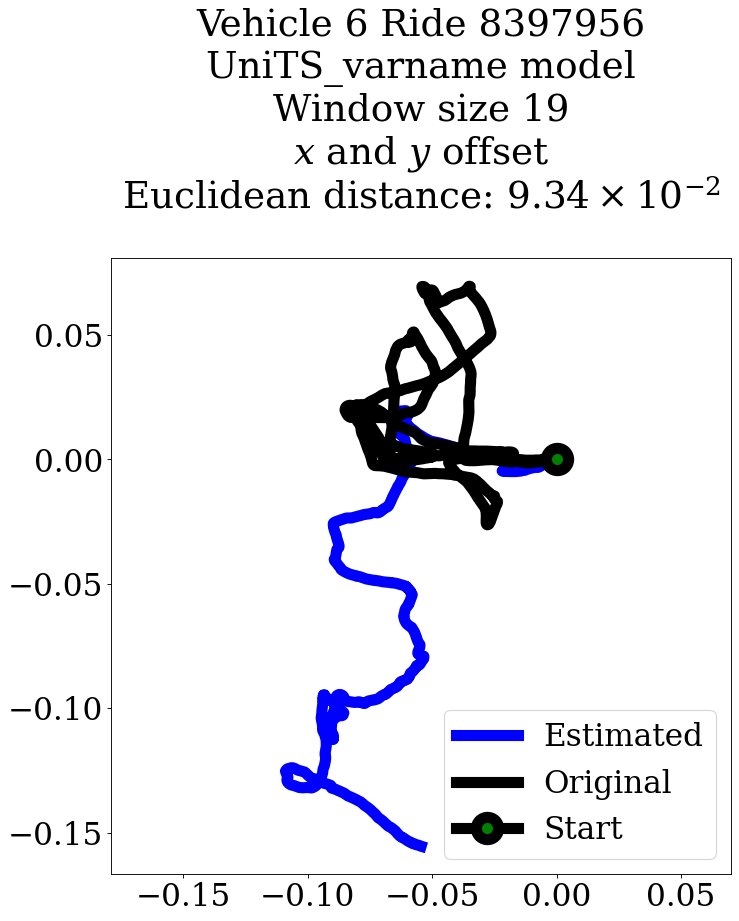 Vehicle 6 Ride 8397956
UniTS_varname model
Window size 19
x and y offset
Euclidean distance: 9.34 × 10⁻²
0.05
0.00
−0.05
−0.10
−0.15
Estimated
Original
Start
−0.15 −0.10 −0.05 0.00 0.05